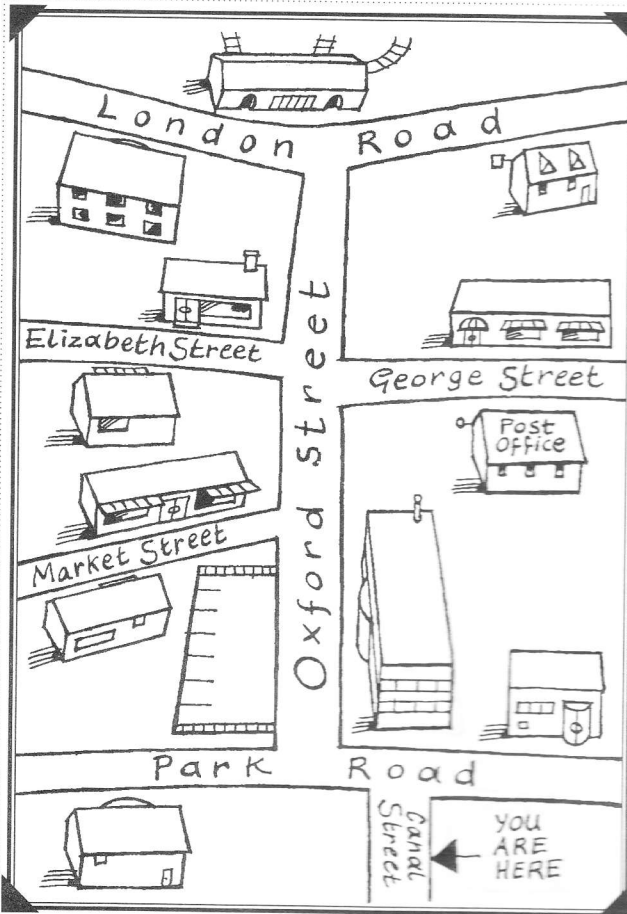 London Road
Elizabeth Street
Oxford Street
George Street
Post
Office
Market Street
Park Road
Canal
Street
YOU
ARE
HERE